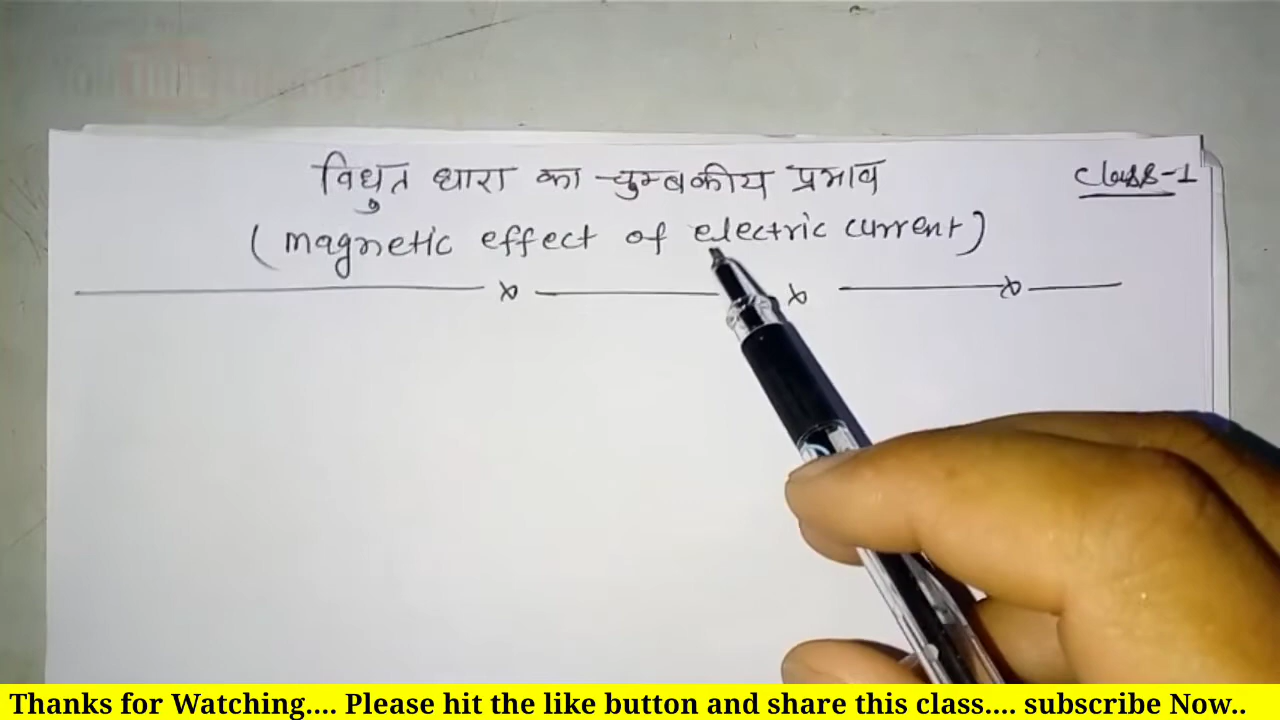 विधुत धारा का चुम्बकीय प्रभाव
Class-1
(magnetic effect of electric current)
Thanks for Watching.... Please hit the like button and share this class.... subscribe Now..